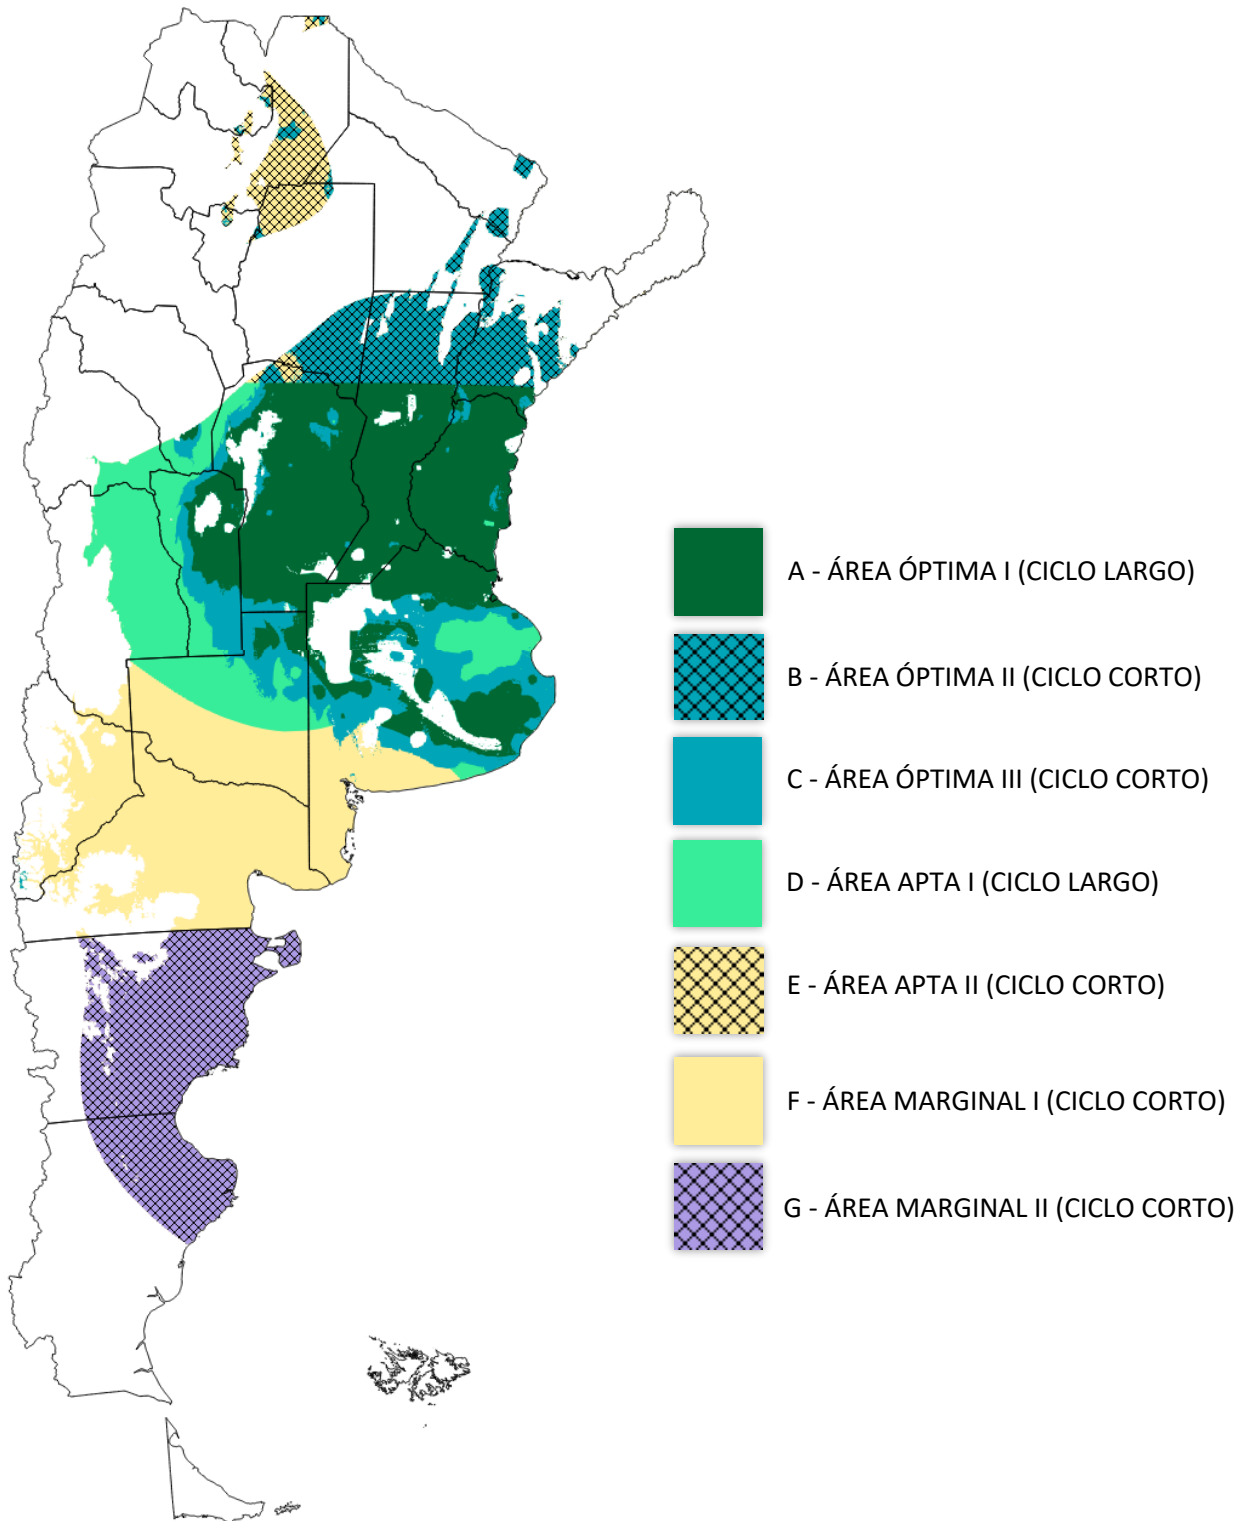 A - ÁREA ÓPTIMA I (CICLO LARGO)
B - ÁREA ÓPTIMA II (CICLO CORTO)
C - ÁREA ÓPTIMA III (CICLO CORTO)
D - ÁREA APTA I (CICLO LARGO)
E - ÁREA APTA II (CICLO CORTO)
F - ÁREA MARGINAL I (CICLO CORTO)
G - ÁREA MARGINAL II (CICLO CORTO)